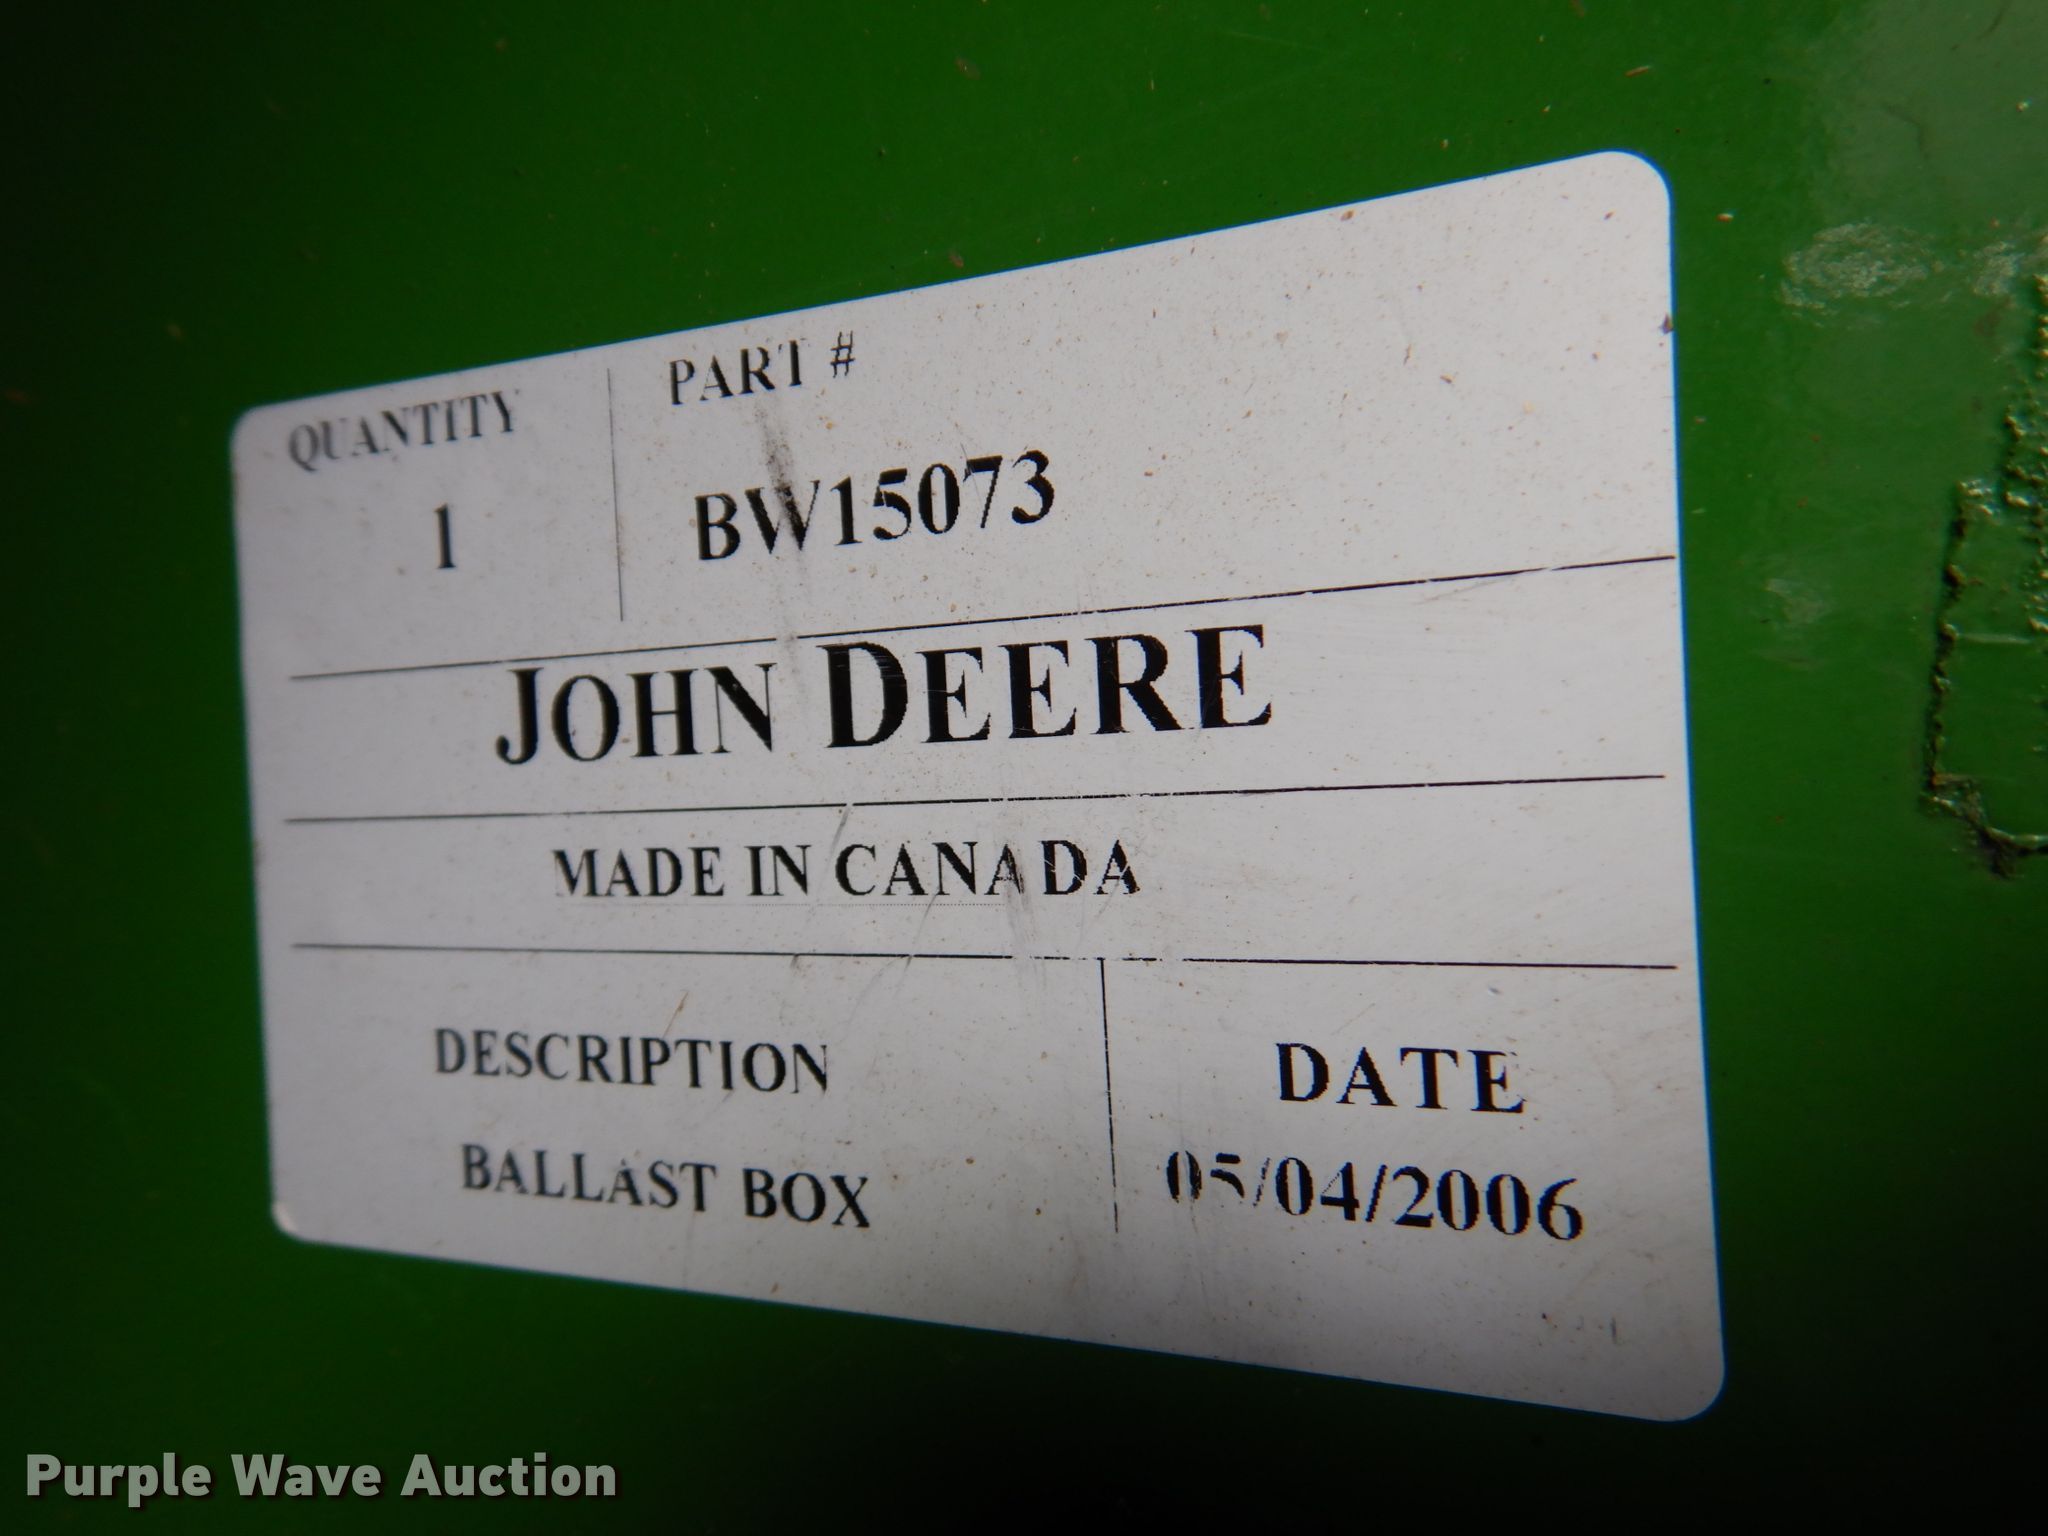 QUANTITY PART #
1 BW15073
JOHN DEERE
MADE IN CANADA
DESCRIPTION DATE
BALLAST BOX 05/04/2006
Purple Wave Auction